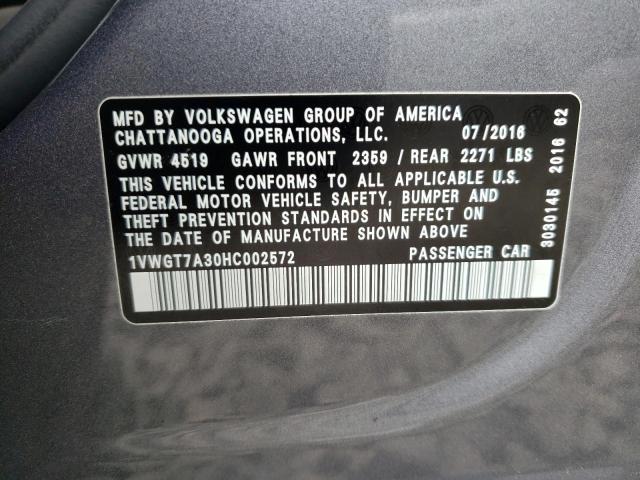 MFD BY VOLKSWAGEN GROUP OF AMERICA
CHATTANOOGA OPERATIONS, LLC. 07/2016
GVWR 4519 GAWR FRONT 2359 / REAR 2271 LBS
THIS VEHICLE CONFORMS TO ALL APPLICABLE U.S.
FEDERAL MOTOR VEHICLE SAFETY, BUMPER AND
THEFT PREVENTION STANDARDS IN EFFECT ON
THE DATE OF MANUFACTURE SHOWN ABOVE
1VWGT7A30HC002572 PASSENGER CAR
3030145 2016 62